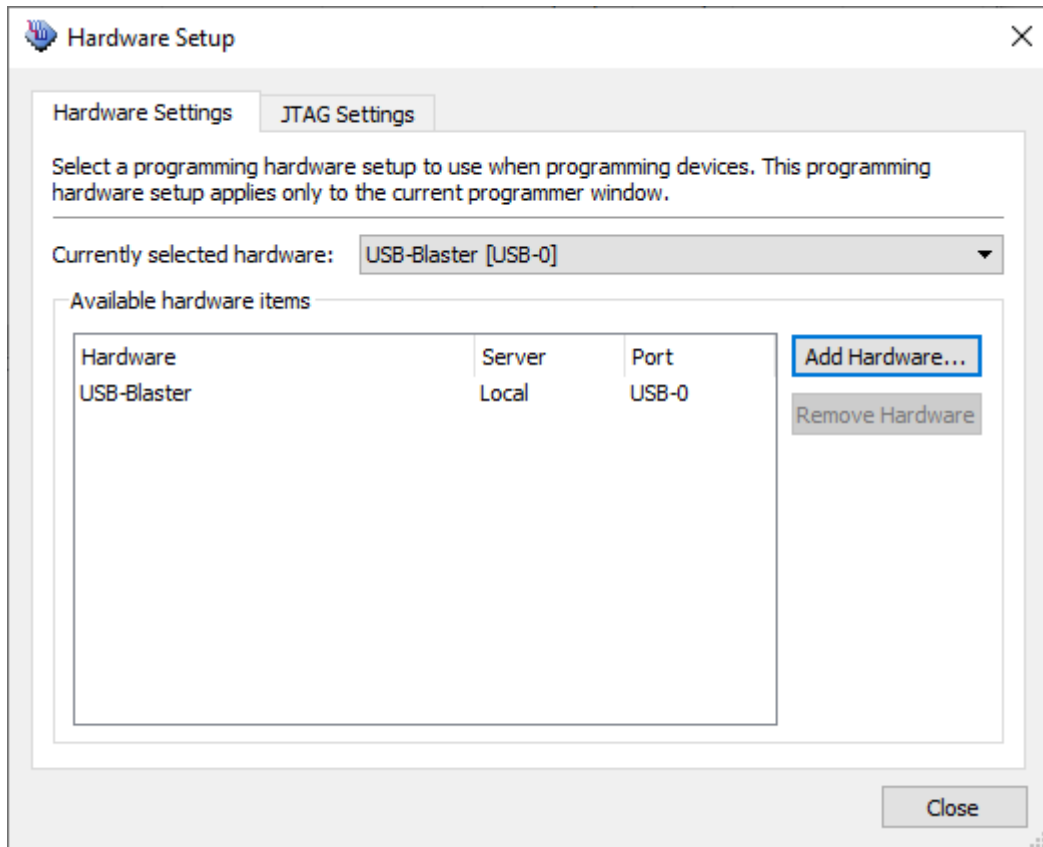 Hardware Setup
Hardware Settings
JTAG Settings
Select a programming hardware setup to use when programming devices. This programming
hardware setup applies only to the current programmer window.
Currently selected hardware: USB-Blaster [USB-0]
Available hardware items
Hardware Server Port
USB-Blaster Local USB-0
Add Hardware...
Remove Hardware
Close